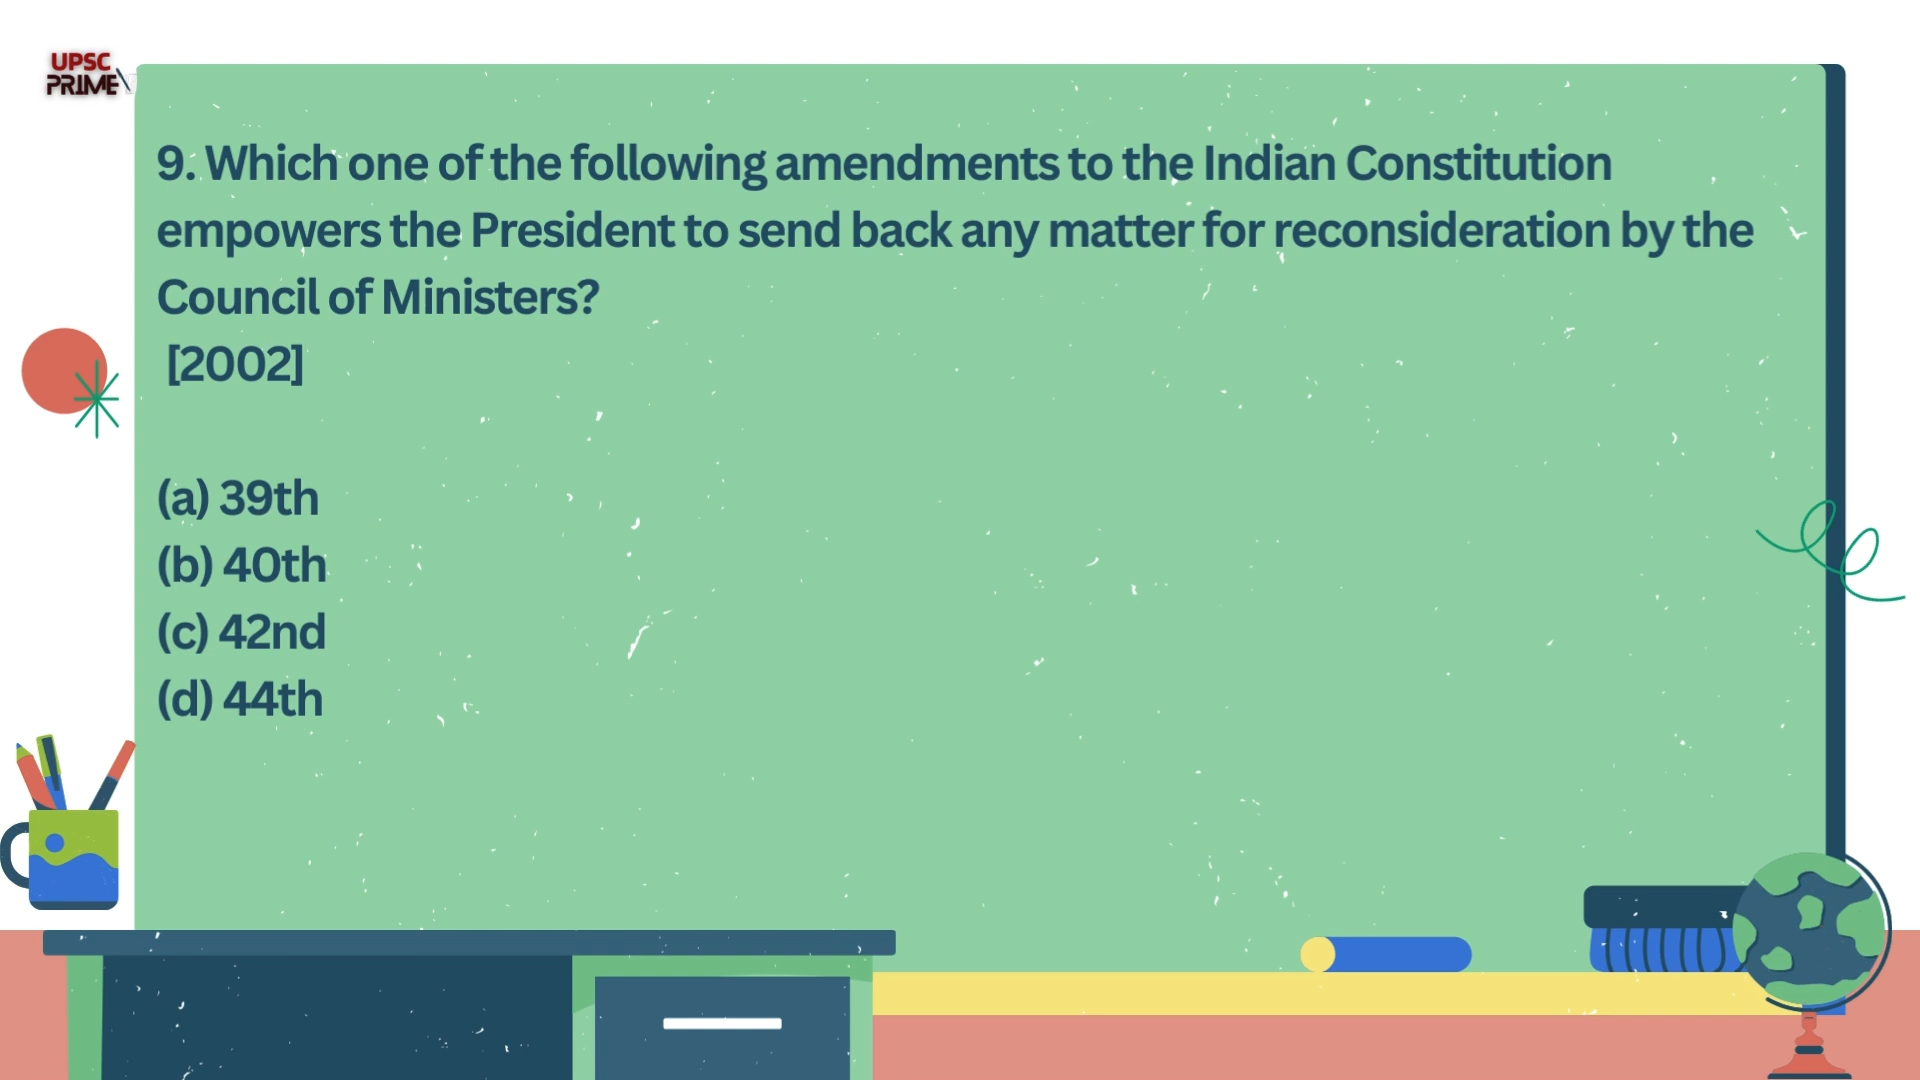 UPSC
PRIME
9. Which one of the following amendments to the Indian Constitution
empowers the President to send back any matter for reconsideration by the
Council of Ministers?
[2002]
(a) 39th
(b) 40th
(c) 42nd
(d) 44th